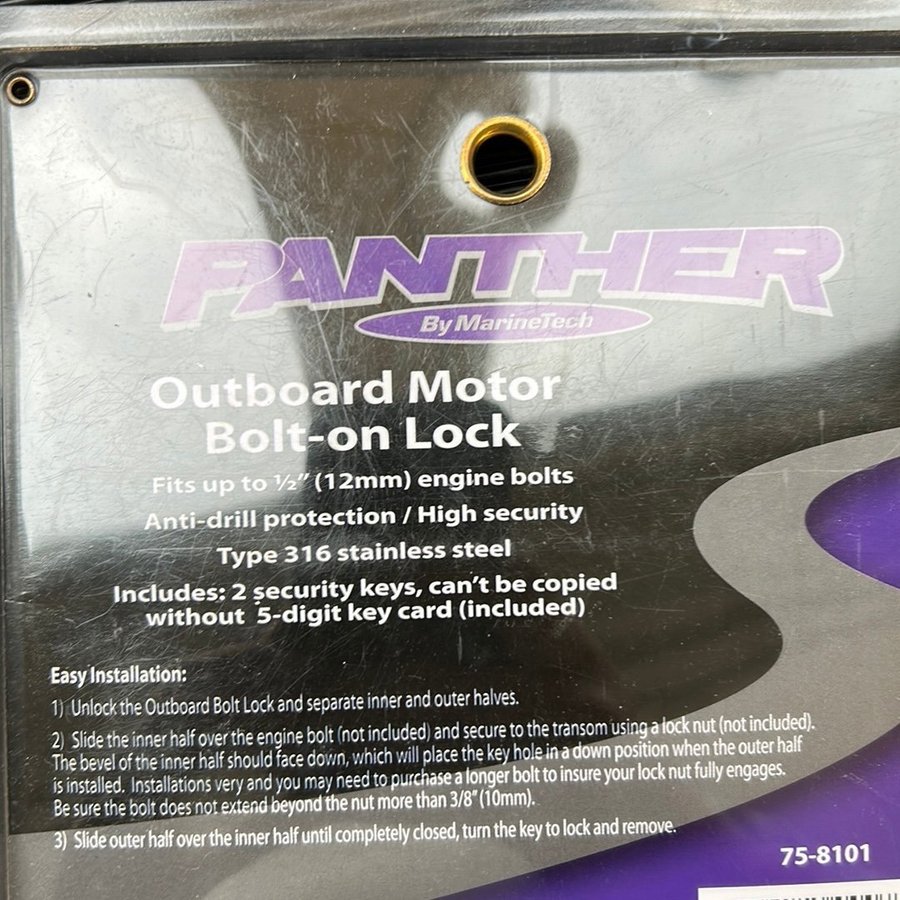 PANTHER
By MarineTech
Outboard Motor
Bolt-on Lock
Fits up to ½" (12mm) engine bolts
Anti-drill protection / High security
Type 316 stainless steel
Includes: 2 security keys, can't be copied
without 5-digit key card (included)
Easy Installation:
1) Unlock the Outboard Bolt Lock and separate inner and outer halves.
2) Slide the inner half over the engine bolt (not included) and secure to the transom using a lock nut (not included).
The bevel of the inner half should face down, which will place the key hole in a down position when the outer half
is installed. Installations very and you may need to purchase a longer bolt to insure your lock nut fully engages.
Be sure the bolt does not extend beyond the nut more than 3/8" (10mm).
3) Slide outer half over the inner half until completely closed, turn the key to lock and remove.
75-8101